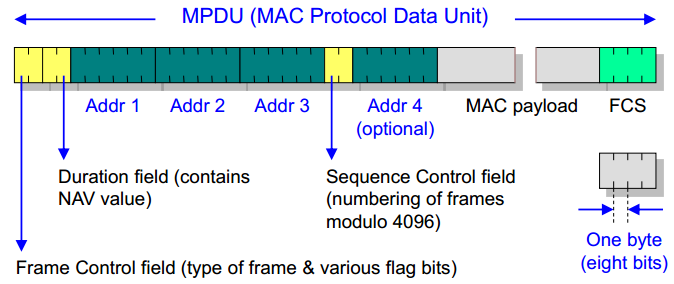 MPDU (MAC Protocol Data Unit)
Addr 1
Addr 2
Addr 3
Addr 4
(optional)
MAC payload
FCS
Duration field (contains
NAV value)
Sequence Control field
(numbering of frames
modulo 4096)
One byte
(eight bits)
Frame Control field (type of frame & various flag bits)